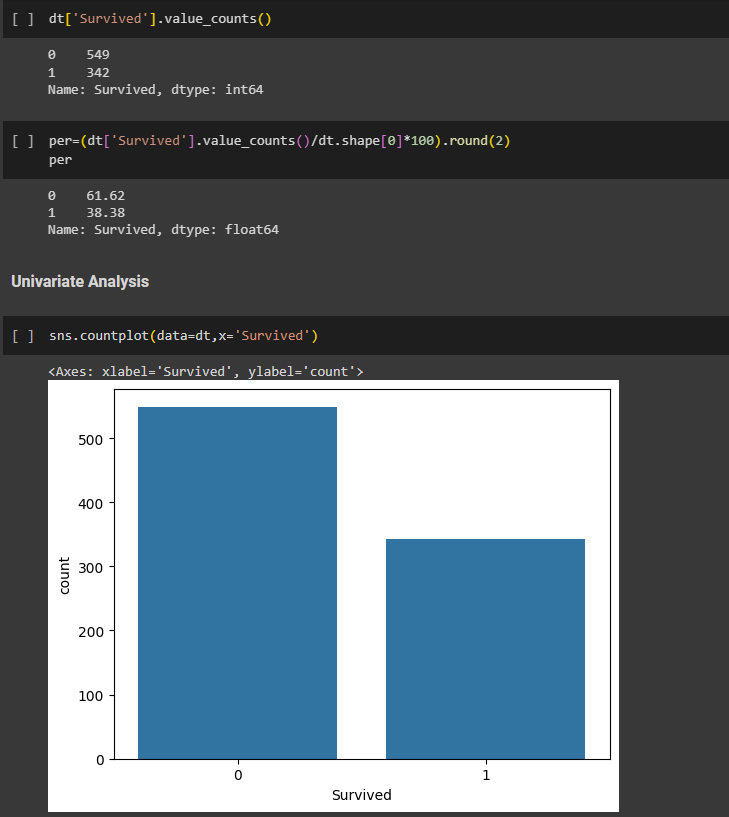 [ ] dt['Survived'].value_counts()
0    549
1    342
Name: Survived, dtype: int64
[ ] per=(dt['Survived'].value_counts()/dt.shape[0]*100).round(2)
per
0    61.62
1    38.38
Name: Survived, dtype: float64
Univariate Analysis
[ ] sns.countplot(data=dt,x='Survived')
<Axes: xlabel='Survived', ylabel='count'>
500
400
300
200
100
0
count
0    1
Survived